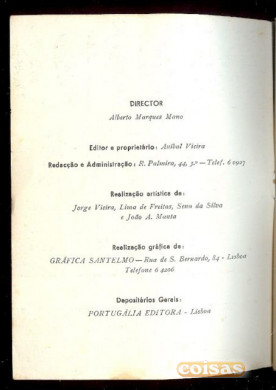 DIRECTOR
Alberto Marques Mano
Editor e proprietário: Aníbal Vieira
Redacção e Administração: R. Palmira, 44, 3.º — Telef. 6 0917
Realização artística de:
Jorge Vieira, Lima de Freitas, Sena da Silva
e João A. Manta
Realização gráfica de:
GRÁFICA SANTELMO — Rua de S. Bernardo, 84 - Lisboa
Telefone 6 4206
Depositários Gerais:
PORTUGÁLIA EDITORA - Lisboa
coisas